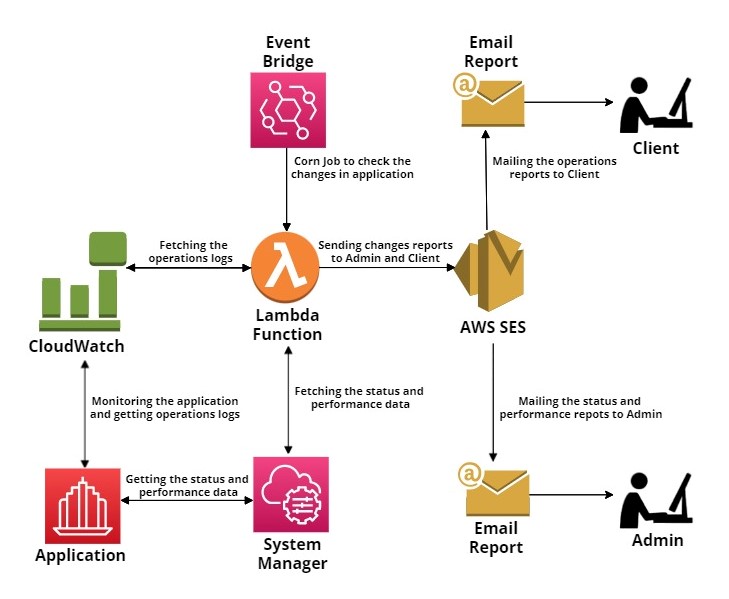 Event
Bridge
Email
Report
@
Client
Corn Job to check the
changes in application
Mailing the operations
reports to Client
Fetching the
operations logs
Sending changes reports
to Admin and Client
λ
Lambda
Function
AWS SES
CloudWatch
Monitoring the application
and getting operations logs
Fetching the status and
performance data
Mailing the status and
performance repots to Admin
Getting the status and
performance data
Application
System
Manager
@
Email
Report
Admin